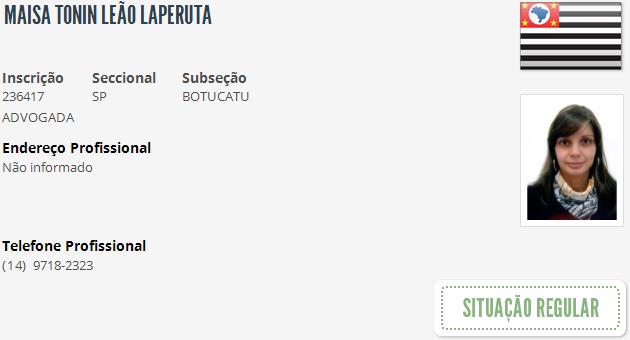 MAISA TONIN LEÃO LAPERUTA
Inscrição Seccional Subseção
236417 SP BOTUCATU
ADVOGADA
Endereço Profissional
Não informado
Telefone Profissional
(14) 9718-2323
SITUAÇÃO REGULAR